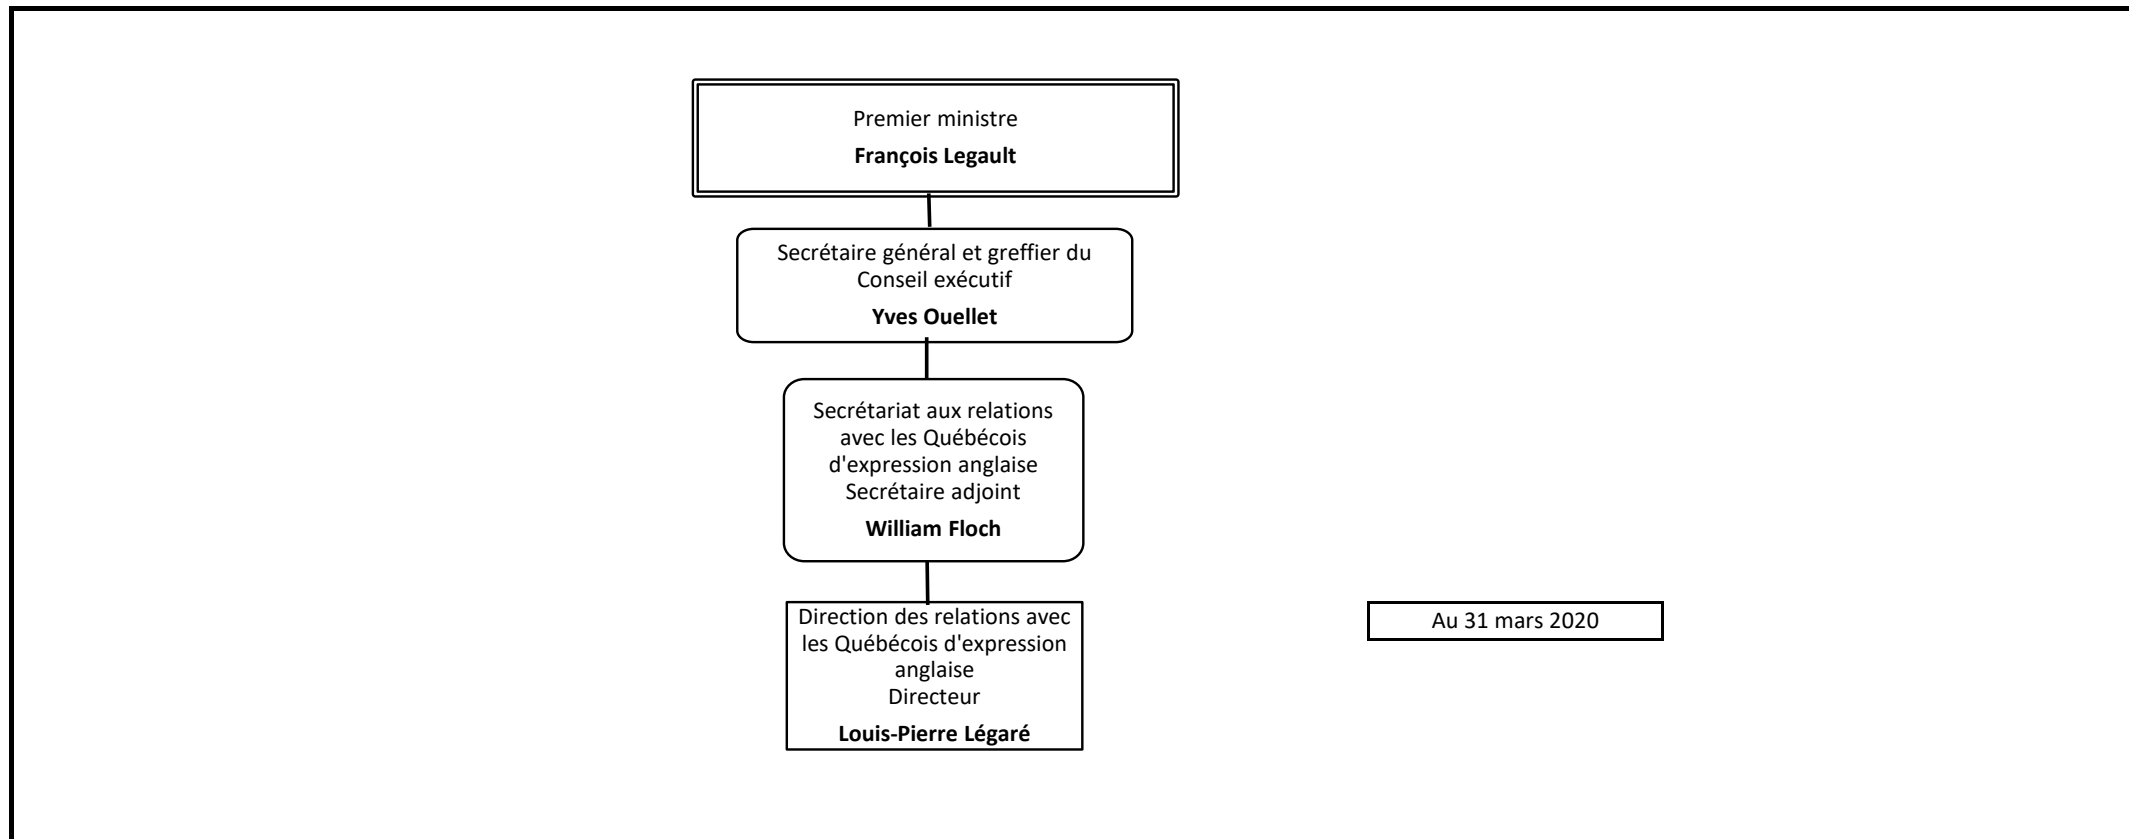 Premier ministre
François Legault
Secrétaire général et greffier du
Conseil exécutif
Yves Ouellet
Secrétariat aux relations
avec les Québécois
d'expression anglaise
Secrétaire adjoint
William Floch
Direction des relations avec
les Québécois d'expression
anglaise
Directeur
Louis-Pierre Légaré
Au 31 mars 2020